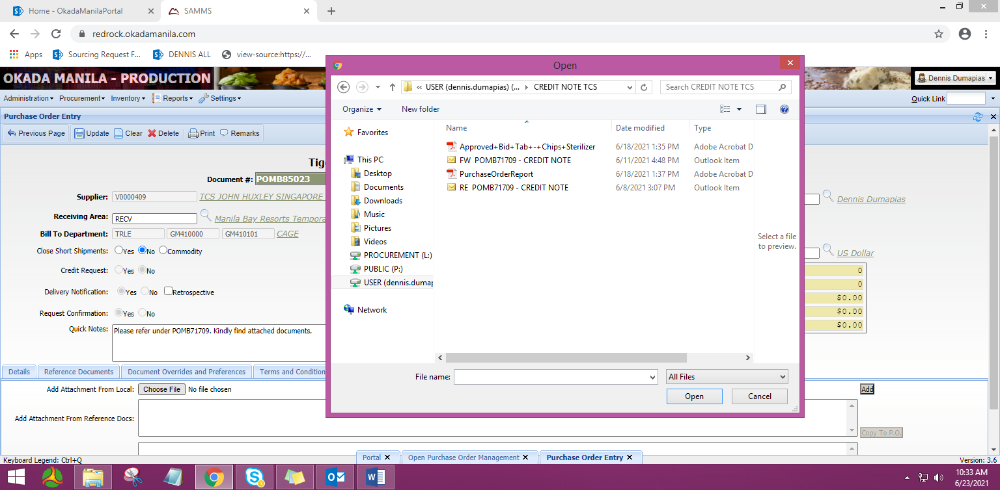 Home - OkadaManilaPortal
SAMMS
redrock.okadamanila.com
Apps
Sourcing Request F...
DENNIS ALL
view-source:https://...
OKADA MANILA - PRODUCTION
Dennis Dumapias
Administration
Procurement
Inventory
Reports
Settings
Quick Link
Purchase Order Entry
Previous Page
Update
Clear
Delete
Print
Remarks
Tig
Document #: POMB85023
Supplier: V0000409 TCS JOHN HUXLEY SINGAPORE
Dennis Dumapias
Receiving Area: RECV Manila Bay Resorts Tempora
Bill To Department: TRLE GM410000 GM410101 CAGE
Close Short Shipments: Yes No Commodity
US Dollar
Credit Request: Yes No
0
0
Delivery Notification: Yes No Retrospective
$0.00
Request Confirmation: Yes No
$0.00
$0.00
Quick Notes: Please refer under POMB71709. Kindly find attached documents.
Details
Reference Documents
Document Overrides and Preferences
Terms and Condition
Add Attachment From Local: Choose File No file chosen
Add
Add Attachment From Reference Docs:
Copy To P.O.
Open
« USER (dennis.dumapias) (...
CREDIT NOTE TCS
Search CREDIT NOTE TCS
Organize
New folder
Favorites
This PC
Desktop
Documents
Downloads
Music
Pictures
Videos
PROCUREMENT (L:)
PUBLIC (P:)
USER (dennis.dumap
Network
Name Date modified Type
Approved+Bid+Tab+-+Chips+Sterilizer 6/18/2021 1:35 PM Adobe Acrobat D
FW POMB71709 - CREDIT NOTE 6/11/2021 4:48 PM Outlook Item
PurchaseOrderReport 6/18/2021 1:37 PM Adobe Acrobat D
RE POMB71709 - CREDIT NOTE 6/8/2021 3:07 PM Outlook Item
Select a file
to preview.
File name:
All Files
Open
Cancel
Portal
Open Purchase Order Management
Purchase Order Entry
Keyboard Legend: Ctrl+Q
Version: 3.6
10:33 AM
6/23/2021